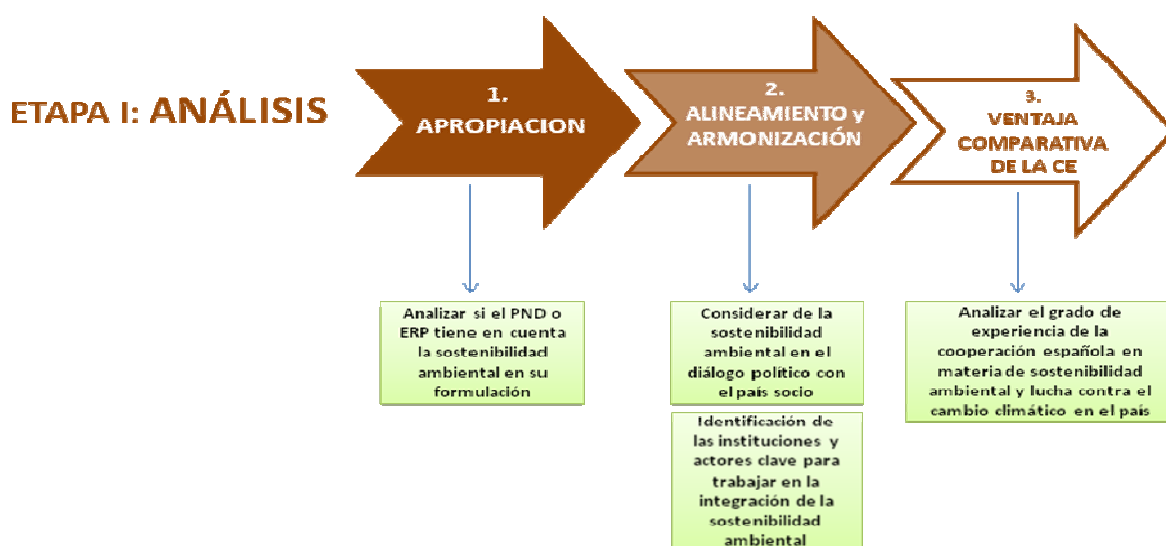 ETAPA I: ANÁLISIS
1.
APROPIACION
2.
ALINEAMIENTO y
ARMONIZACIÓN
3.
VENTAJA
COMPARATIVA
DE LA CE
Analizar si el PND o
ERP tiene en cuenta
la sostenibilidad
ambiental en su
formulación
Considerar de la
sostenibilidad
ambiental en el
diálogo político con
el país socio
Identificación de
las instituciones y
actores clave para
trabajar en la
integración de la
sostenibilidad
ambiental
Analizar el grado de
experiencia de la
cooperación española en
materia de sostenibilidad
ambiental y lucha contra el
cambio climático en el país